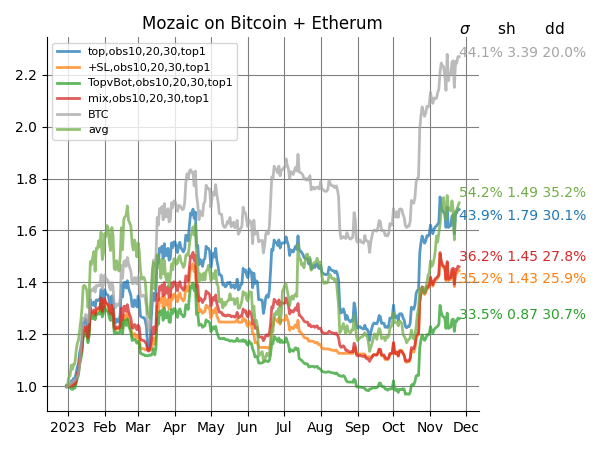 Mozaic on Bitcoin + Etherum
σ sh dd
top,obs10,20,30,top1
+SL,obs10,20,30,top1
TopvBot,obs10,20,30,top1
mix,obs10,20,30,top1
BTC
avg
44.1% 3.39 20.0%
54.2% 1.49 35.2%
43.9% 1.79 30.1%
36.2% 1.45 27.8%
35.2% 1.43 25.9%
33.5% 0.87 30.7%
2.2
2.0
1.8
1.6
1.4
1.2
1.0
2023 Feb Mar Apr May Jun Jul Aug Sep Oct Nov Dec